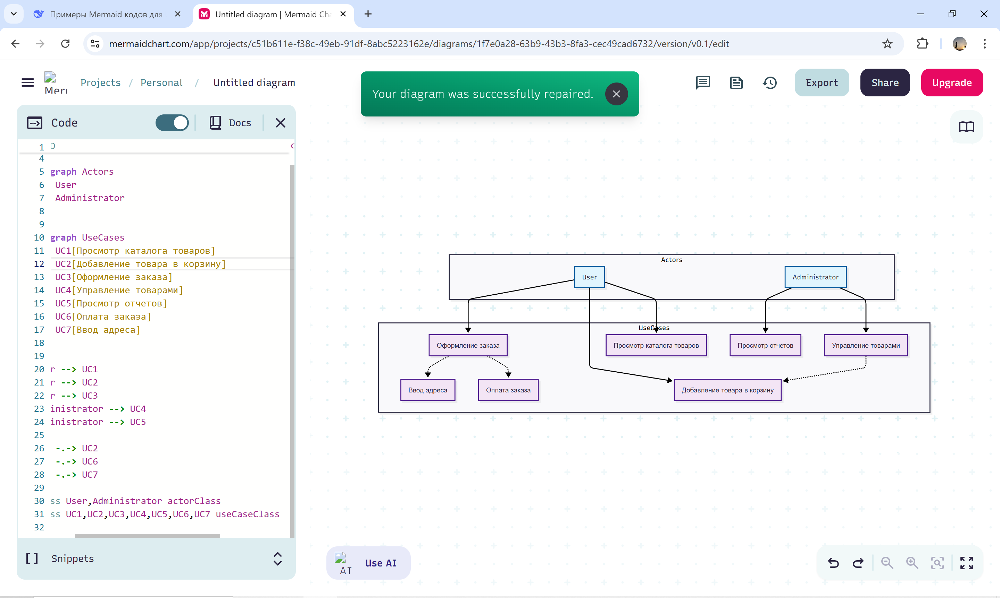 Примеры Mermaid кодов для
Untitled diagram | Mermaid Cha
mermaidchart.com/app/projects/c51b611e-f38c-49eb-91df-8abc5223162e/diagrams/1f7e0a28-63b9-43b3-8fa3-cec49cad6732/version/v0.1/edit
Mer
Projects / Personal / Untitled diagram
Your diagram was successfully repaired.
Export
Share
Upgrade
Code
Docs
1
4
5 graph Actors
6 User
7 Administrator
8
9
10 graph UseCases
11 UC1[Просмотр каталога товаров]
12 UC2[Добавление товара в корзину]
13 UC3[Оформление заказа]
14 UC4[Управление товарами]
15 UC5[Просмотр отчетов]
16 UC6[Оплата заказа]
17 UC7[Ввод адреса]
18
19
20 r --> UC1
21 r --> UC2
22 r --> UC3
23 inistrator --> UC4
24 inistrator --> UC5
25
26 -.-> UC2
27 -.-> UC6
28 -.-> UC7
29
30 ss User,Administrator actorClass
31 ss UC1,UC2,UC3,UC4,UC5,UC6,UC7 useCaseClass
32
Snippets
Actors
User
Administrator
UseCases
Оформление заказа
Просмотр каталога товаров
Просмотр отчетов
Управление товарами
Ввод адреса
Оплата заказа
Добавление товара в корзину
Use AI